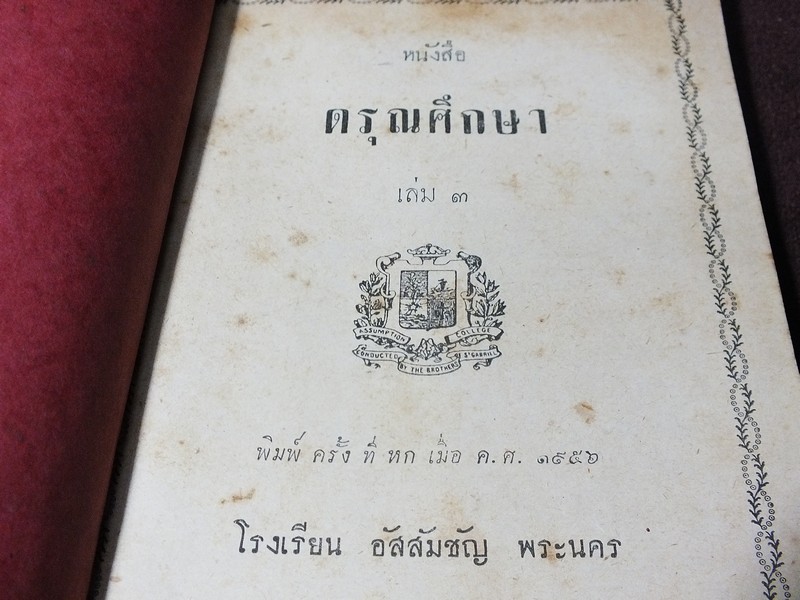 หนังสือ
ดรุณศึกษา
เล่ม ๓
ASSUMPTION COLLEGE
CONDUCTED BY THE BROTHERS OF ST GABRIEL
พิมพ์ ครั้ง ที่ หก เมื่อ ค.ศ. ๑๙๕๖
โรงเรียน อัสสัมชัญ พระนคร